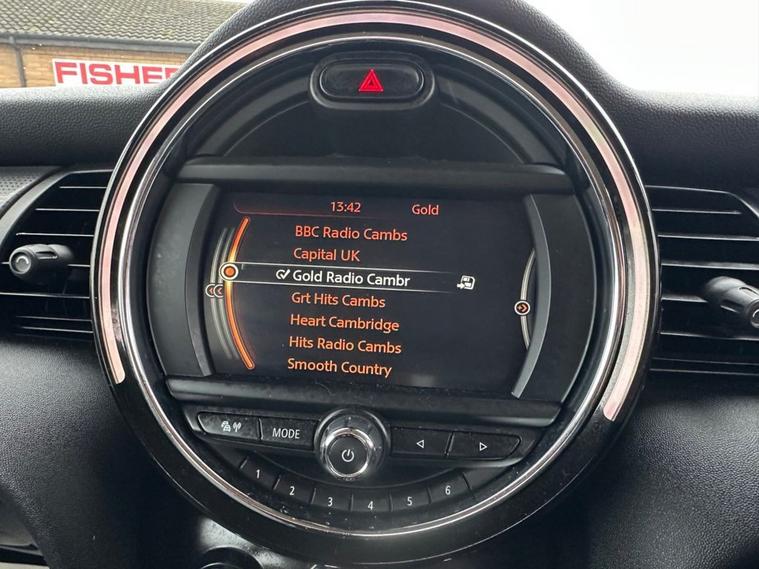 FISHER
13:42 Gold
BBC Radio Cambs
Capital UK
Gold Radio Cambr
Grt Hits Cambs
Heart Cambridge
Hits Radio Cambs
Smooth Country
MODE
1 2 3 4 5 6